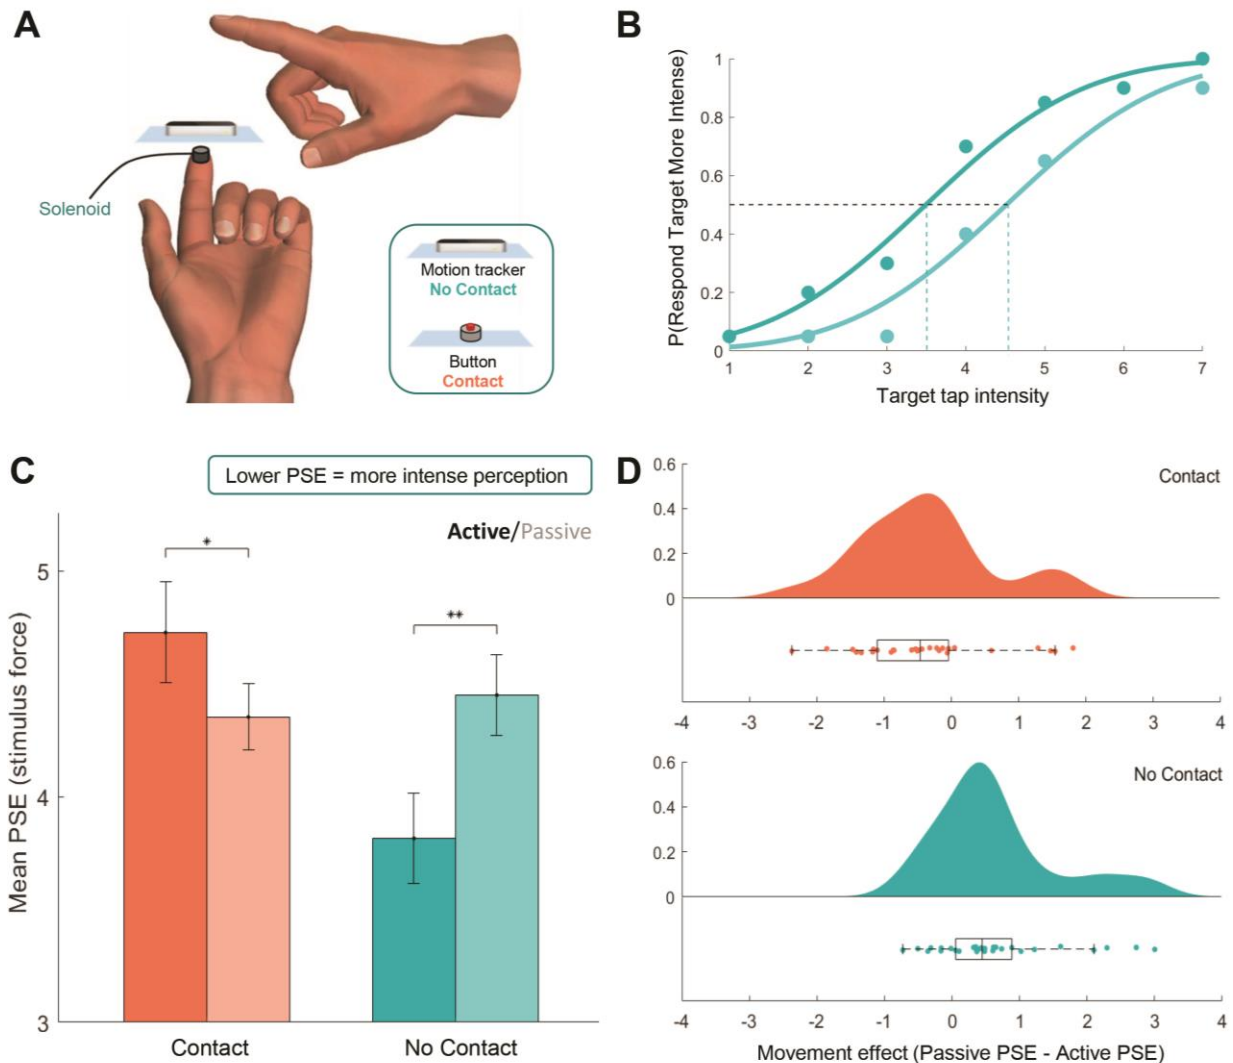 A
Solenoid
Motion tracker
No Contact
Button
Contact
B
P(Respond Target More Intense)
1
0.8
0.6
0.4
0.2
0
1 2 3 4 5 6 7
Target tap intensity
C
Lower PSE = more intense perception
Active/Passive
*
**
Mean PSE (stimulus force)
5
4
3
Contact No Contact
D
0.6
0.4
0.2
0
Contact
-4 -3 -2 -1 0 1 2 3 4
0.6
0.4
0.2
0
No Contact
-4 -3 -2 -1 0 1 2 3 4
Movement effect (Passive PSE - Active PSE)